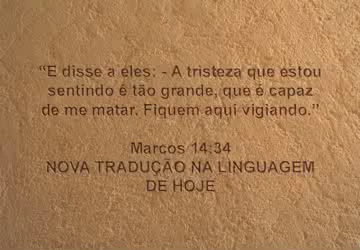 “E disse a eles: - A tristeza que estou
sentindo é tão grande, que é capaz
de me matar. Fiquem aqui vigiando.”
Marcos 14:34
NOVA TRADUÇÃO NA LINGUAGEM
DE HOJE